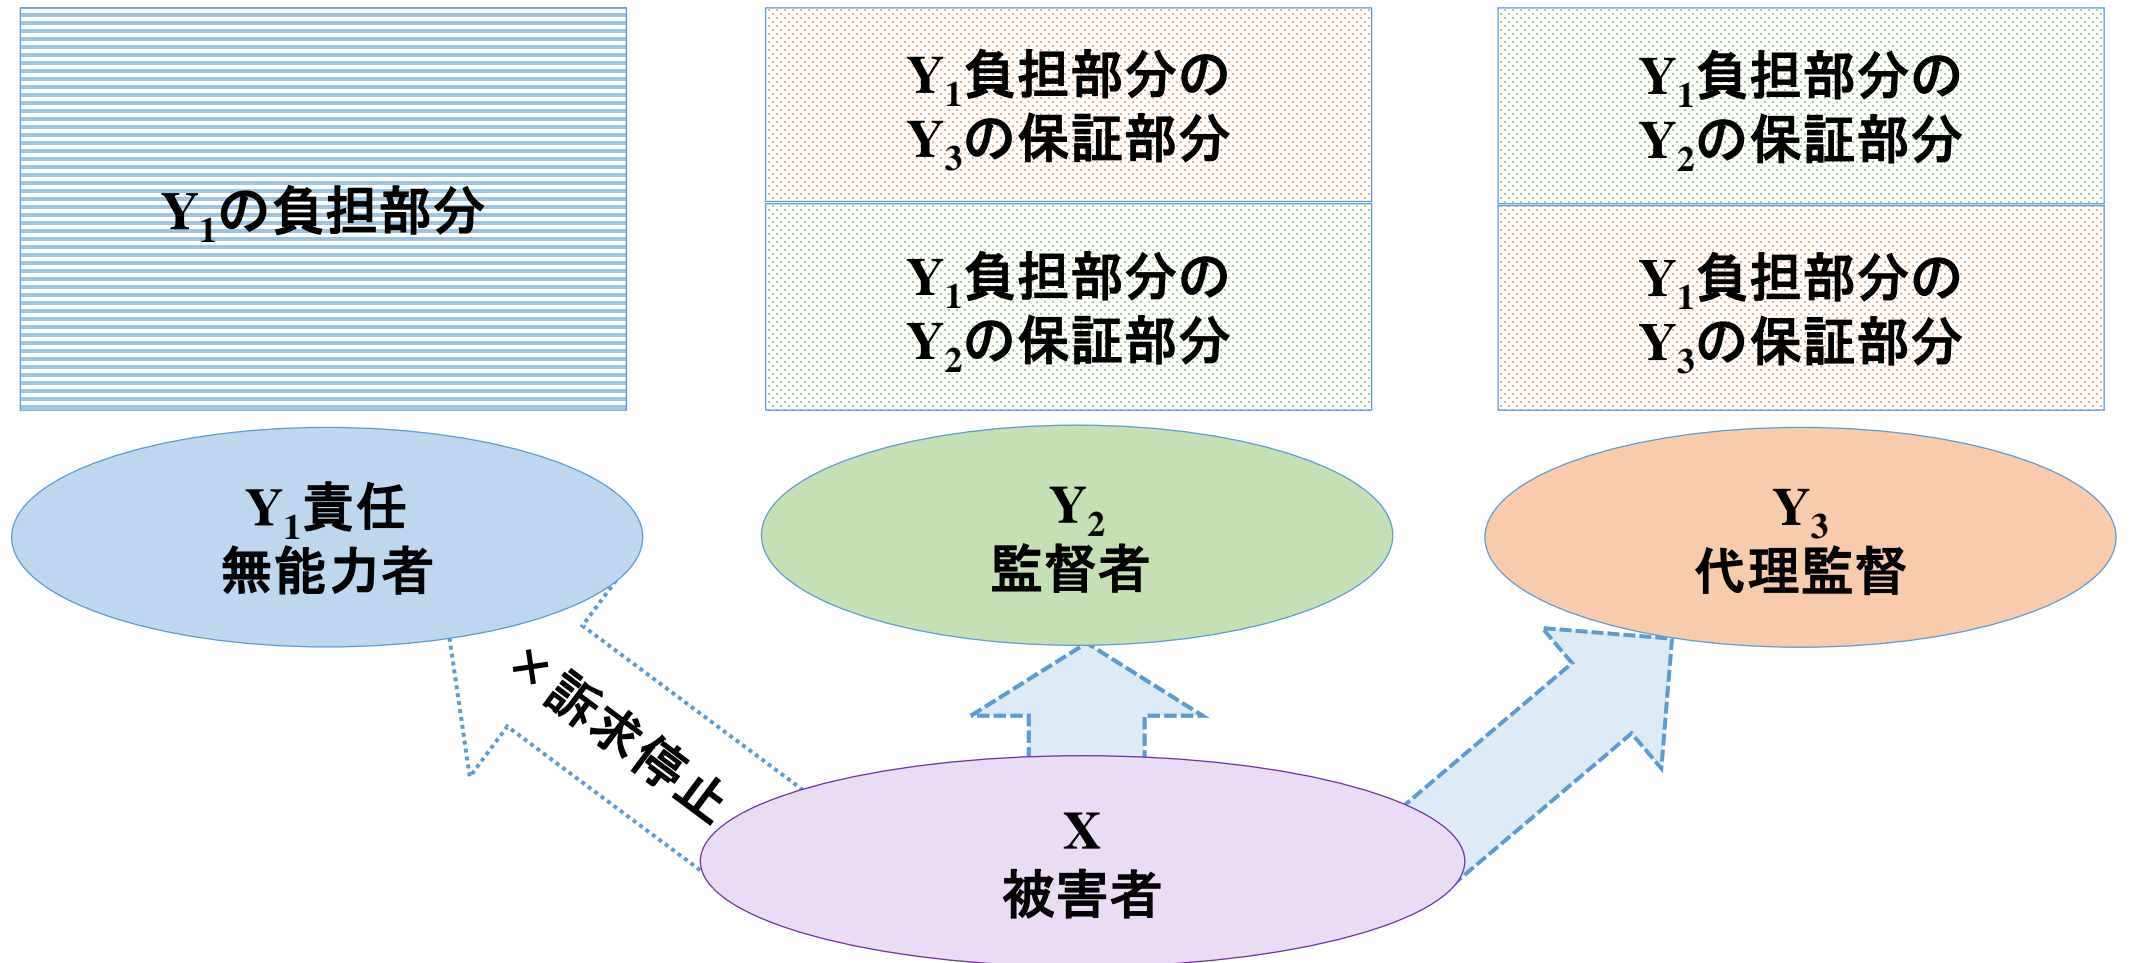 Y₁の負担部分
Y₁負担部分の
Y₃の保証部分
Y₁負担部分の
Y₂の保証部分
Y₁負担部分の
Y₂の保証部分
Y₁負担部分の
Y₃の保証部分
Y₁責任
無能力者
Y₂
監督者
Y₃
代理監督
×訴求停止
X
被害者